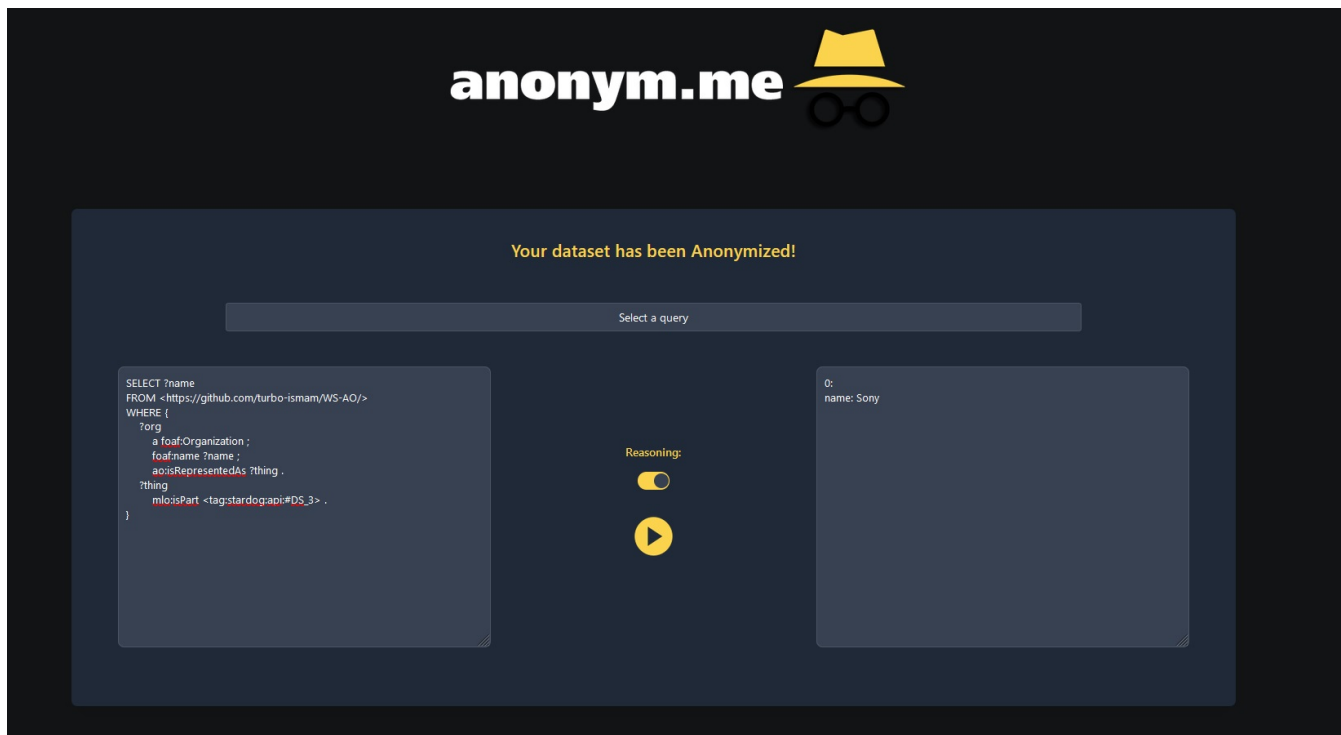 anonym.me
Your dataset has been Anonymized!
Select a query
SELECT ?name
FROM <https://github.com/turbo-ismam/WS-AO/>
WHERE {
?org
a foaf:Organization ;
foaf:name ?name ;
ao:isRepresentedAs ?thing .
?thing
mlo:isPart <tag:stardog:api:#DS_3> .
}
Reasoning:
0:
name: Sony